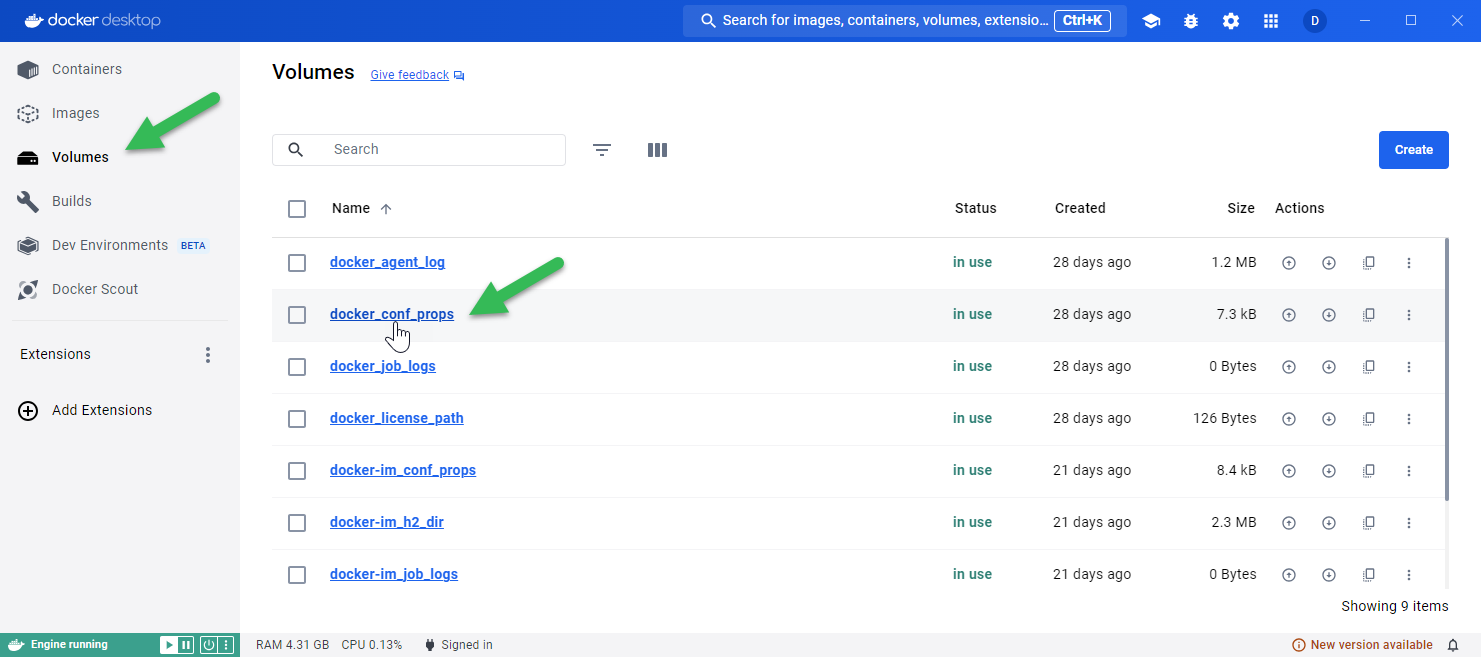 docker desktop
Search for images, containers, volumes, extensio... Ctrl+K
D
Containers
Images
Volumes
Builds
Dev Environments BETA
Docker Scout
Extensions
Add Extensions
Volumes Give feedback
Search
Create
Name Status Created Size Actions
docker_agent_log in use 28 days ago 1.2 MB
docker_conf_props in use 28 days ago 7.3 kB
docker_job_logs in use 28 days ago 0 Bytes
docker_license_path in use 28 days ago 126 Bytes
docker-im_conf_props in use 21 days ago 8.4 kB
docker-im_h2_dir in use 21 days ago 2.3 MB
docker-im_job_logs in use 21 days ago 0 Bytes
Showing 9 items
Engine running RAM 4.31 GB CPU 0.13% Signed in New version available